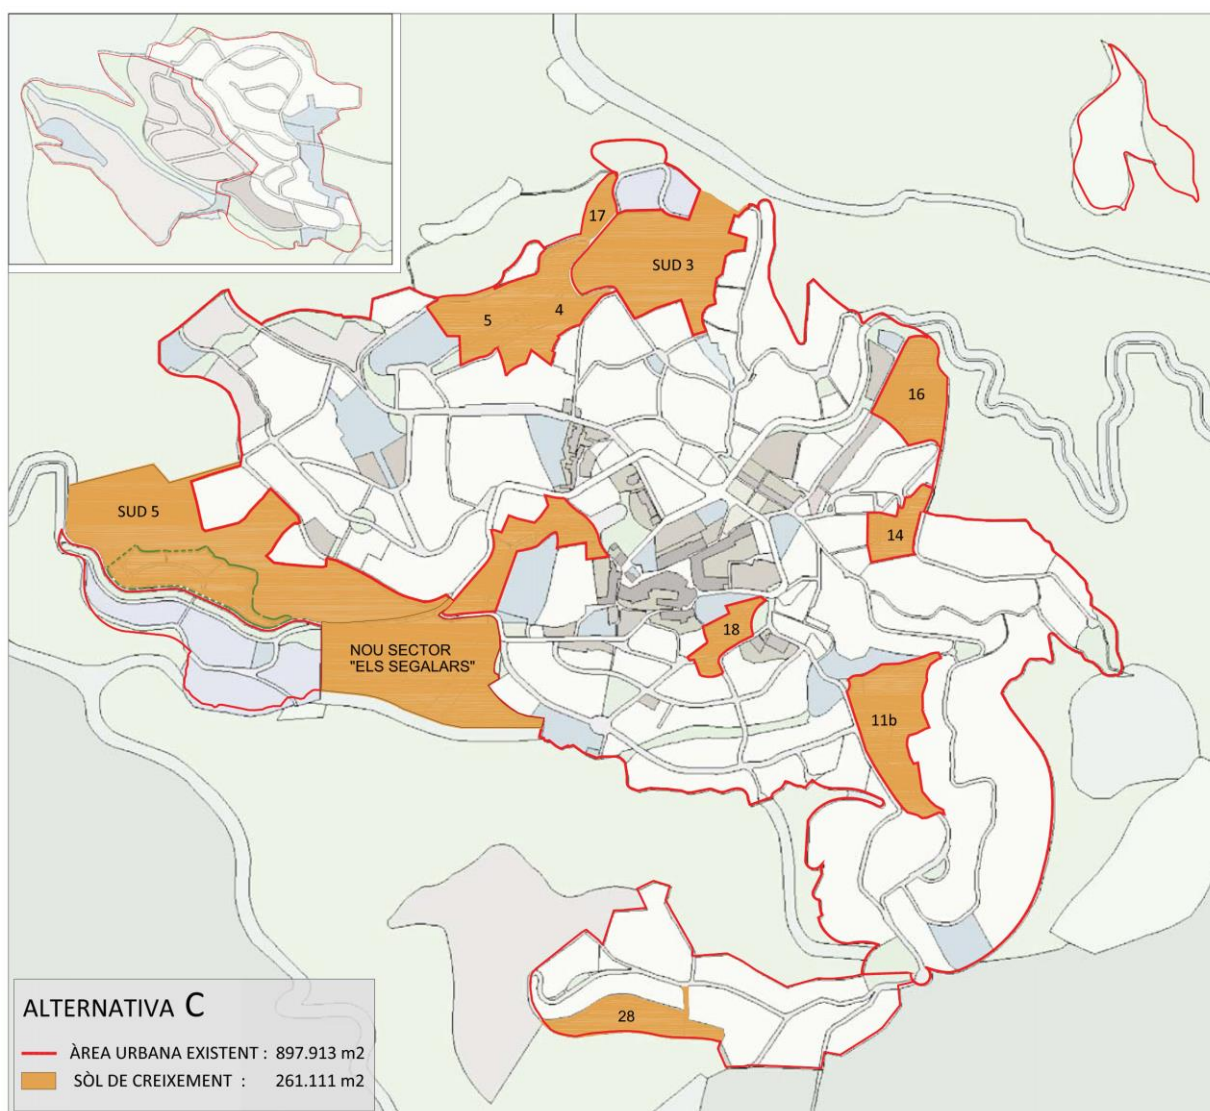 17
SUD 3
5
4
16
SUD 5
14
18
NOU SECTOR
"ELS SEGALARS"
11b
28
ALTERNATIVA C
ÀREA URBANA EXISTENT : 897.913 m2
SÒL DE CREIXEMENT : 261.111 m2